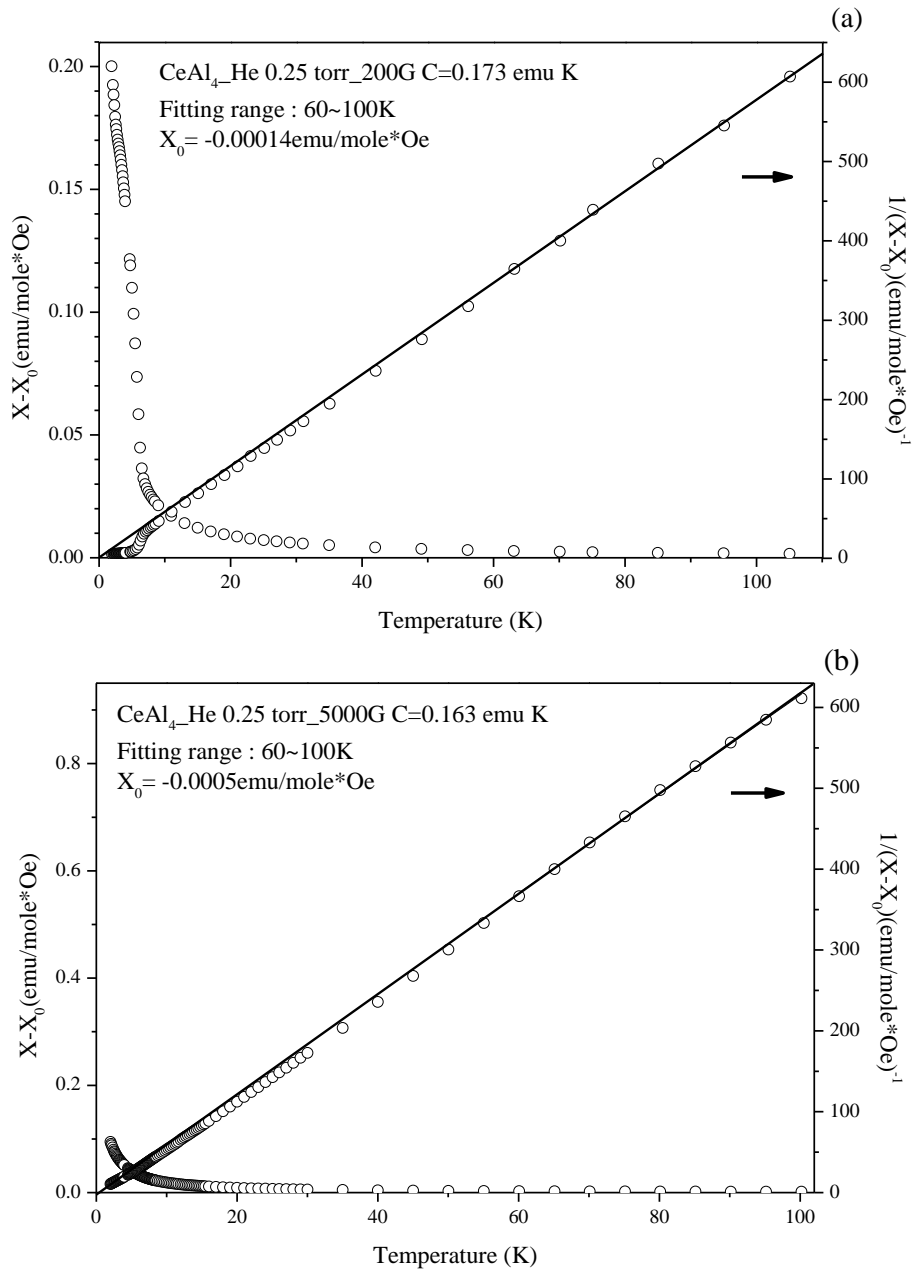 (a)
CeAl4_He 0.25 torr_200G C=0.173 emu K
Fitting range : 60~100K
X0= -0.00014emu/mole*Oe
0.20
0.15
0.10
0.05
0.00
X-X0(emu/mole*Oe)
600
500
400
300
200
100
0
1/(X-X0)(emu/mole*Oe)-1
0 20 40 60 80 100
Temperature (K)
(b)
CeAl4_He 0.25 torr_5000G C=0.163 emu K
Fitting range : 60~100K
X0= -0.0005emu/mole*Oe
0.8
0.6
0.4
0.2
0.0
X-X0(emu/mole*Oe)
600
500
400
300
200
100
0
1/(X-X0)(emu/mole*Oe)-1
0 20 40 60 80 100
Temperature (K)